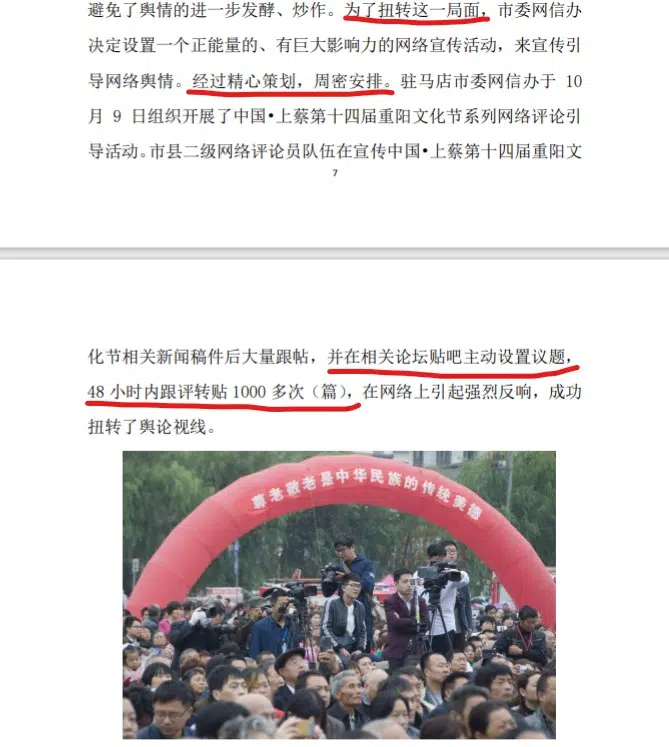 避免了舆情的进一步发酵、炒作。为了扭转这一局面，市委网信办
决定设置一个正能量的、有巨大影响力的网络宣传活动，来宣传引
导网络舆情。经过精心策划，周密安排。驻马店市委网信办于 10
月 9 日组织开展了中国•上蔡第十四届重阳文化节系列网络评论引
导活动。市县二级网络评论员队伍在宣传中国•上蔡第十四届重阳文
7
化节相关新闻稿件后大量跟帖，并在相关论坛贴吧主动设置议题，
48 小时内跟评转贴 1000 多次（篇），在网络上引起强烈反响，成功
扭转了舆论视线。
尊老敬老是中华民族的传统美德